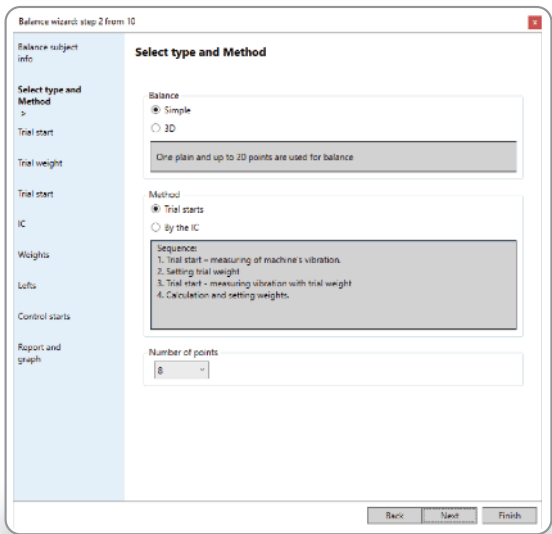 Balance wizard: step 2 from 10
x
Balance subject
info
Select type and
Method
>
Trial start
Trial weight
Trial start
IC
Weights
Lefts
Control starts
Report and
graph
Select type and Method
Balance
Simple
3D
One plain and up to 20 points are used for balance
Method
Trial starts
By the IC
Sequence:
1. Trial start – measuring of machine's vibration.
2. Setting trial weight
3. Trial start - measuring vibration with trial weight
4. Calculation and setting weights.
Number of points
8
Back
Next
Finish